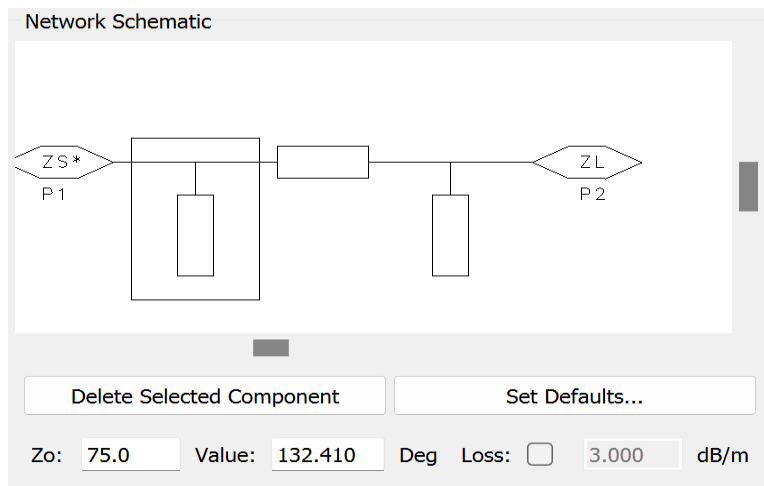 Network Schematic
ZS* ZL
P1 P2
Delete Selected Component Set Defaults...
Zo: 75.0 Value: 132.410 Deg Loss: 3.000 dB/m